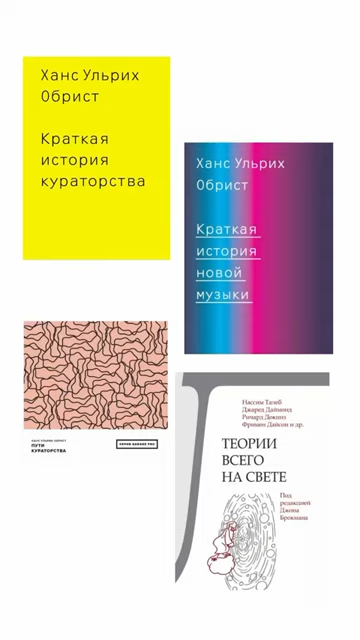 Ханс Ульрих
Обрист
Краткая
история
кураторства
Ханс Ульрих
Обрист
Краткая
история
новой
музыки
ХАНС УЛЬРИХ ОБРИСТ
ПУТИ
КУРАТОРСТВА
Нассим Талеб
Джаред Даймонд
Ричард Докинз
Фримен Дайсон и др.
ТЕОРИИ
ВСЕГО
НА СВЕТЕ
Под
редакцией
Джона
Брокмана